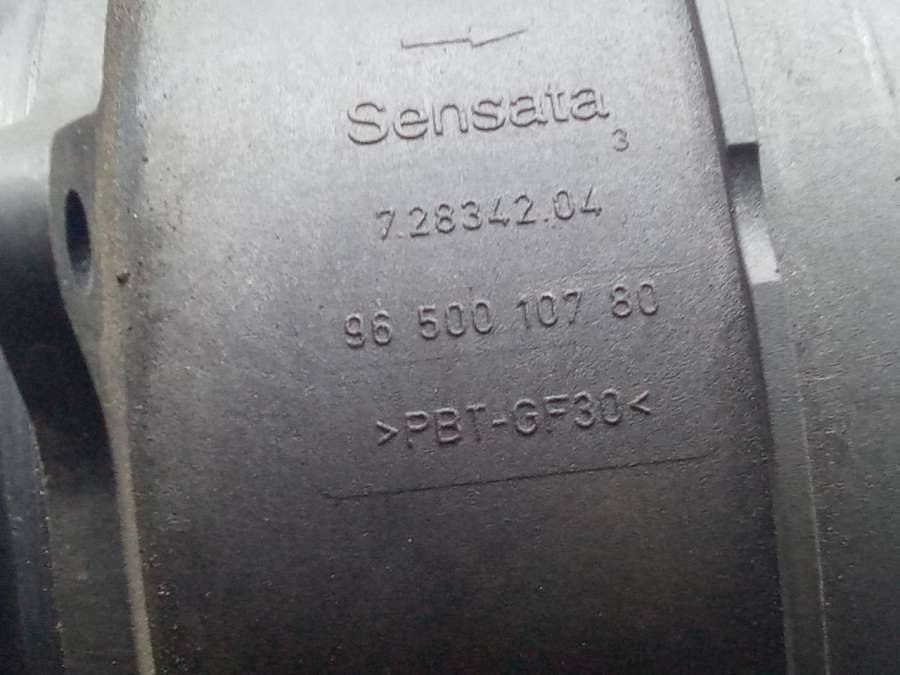 Sensata
3
7.28342.04
96 500 107 80
>PBT-GF30<